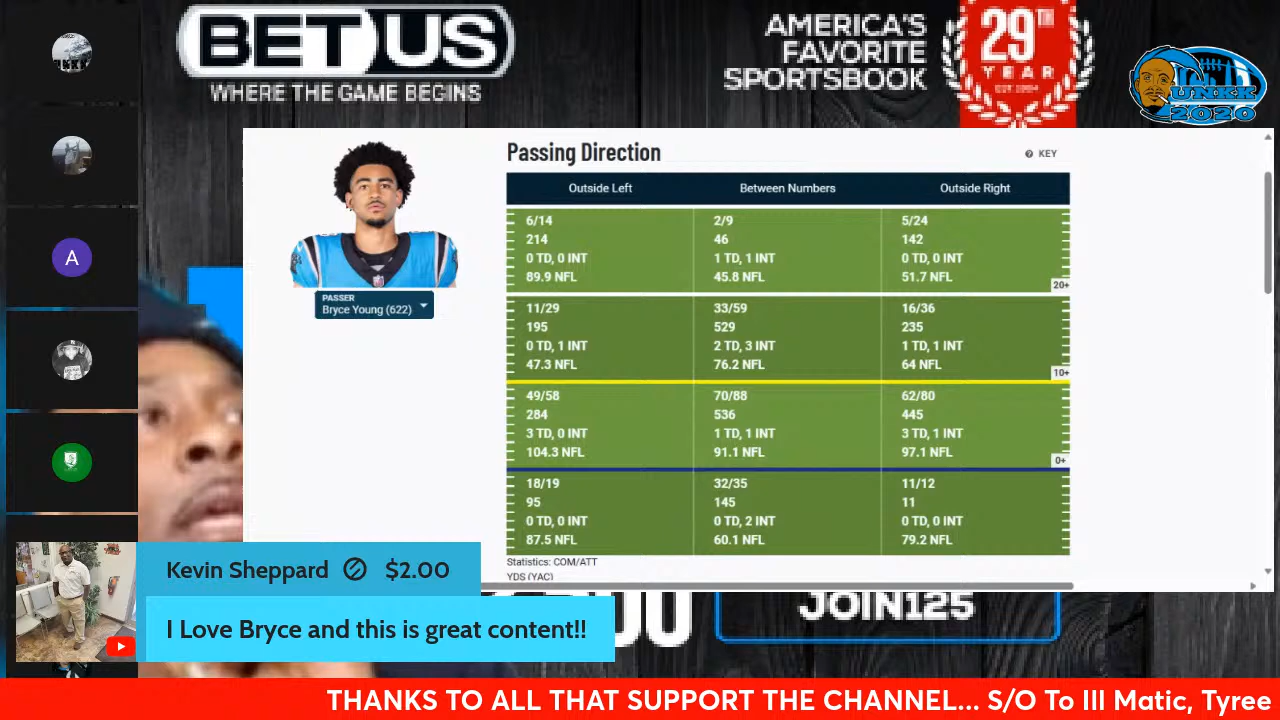 BET US
WHERE THE GAME BEGINS
AMERICA'S
FAVORITE
SPORTSBOOK
29TH
YEAR
UNKK
2020
Passing Direction
KEY
Outside Left Between Numbers Outside Right
6/14 2/9 5/24
214 46 142
0 TD, 0 INT 1 TD, 1 INT 0 TD, 0 INT
89.9 NFL 45.8 NFL 51.7 NFL
20+
PASSER
Bryce Young (622)
11/29 33/59 16/36
195 529 235
0 TD, 1 INT 2 TD, 3 INT 1 TD, 1 INT
47.3 NFL 76.2 NFL 64 NFL
10+
49/58 70/88 62/80
284 536 445
3 TD, 0 INT 1 TD, 1 INT 3 TD, 1 INT
104.3 NFL 91.1 NFL 97.1 NFL
0+
18/19 32/35 11/12
95 145 11
0 TD, 0 INT 0 TD, 2 INT 0 TD, 0 INT
87.5 NFL 60.1 NFL 79.2 NFL
Statistics: COM/ATT
YDS (YAC)
A
JOIN125
Kevin Sheppard $2.00
I Love Bryce and this is great content!!
THANKS TO ALL THAT SUPPORT THE CHANNEL... S/O To Ill Matic, Tyree